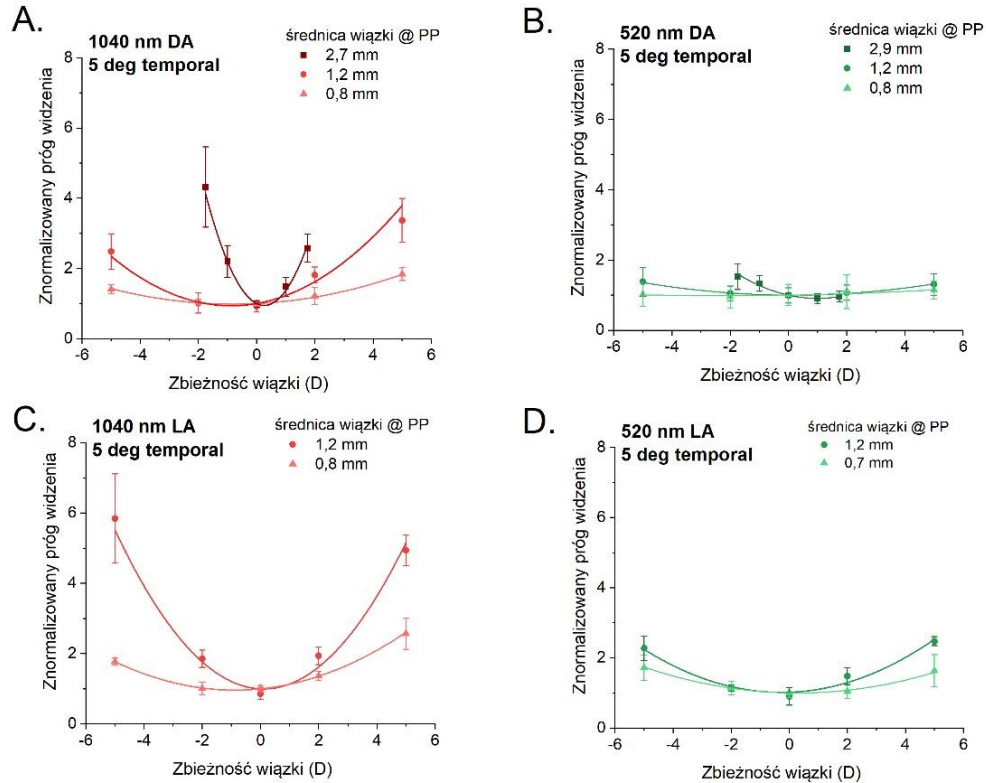 A.
1040 nm DA
5 deg temporal
średnica wiązki @ PP
2,7 mm
1,2 mm
0,8 mm
Znormalizowany próg widzenia
8
6
4
2
0
-6 -4 -2 0 2 4 6
Zbieżność wiązki (D)
B.
520 nm DA
5 deg temporal
średnica wiązki @ PP
2,9 mm
1,2 mm
0,8 mm
Znormalizowany próg widzenia
8
6
4
2
0
-6 -4 -2 0 2 4 6
Zbieżność wiązki (D)
C.
1040 nm LA
5 deg temporal
średnica wiązki @ PP
1,2 mm
0,8 mm
Znormalizowany próg widzenia
8
6
4
2
0
-6 -4 -2 0 2 4 6
Zbieżność wiązki (D)
D.
520 nm LA
5 deg temporal
średnica wiązki @ PP
1,2 mm
0,7 mm
Znormalizowany próg widzenia
8
6
4
2
0
-6 -4 -2 0 2 4 6
Zbieżność wiązki (D)